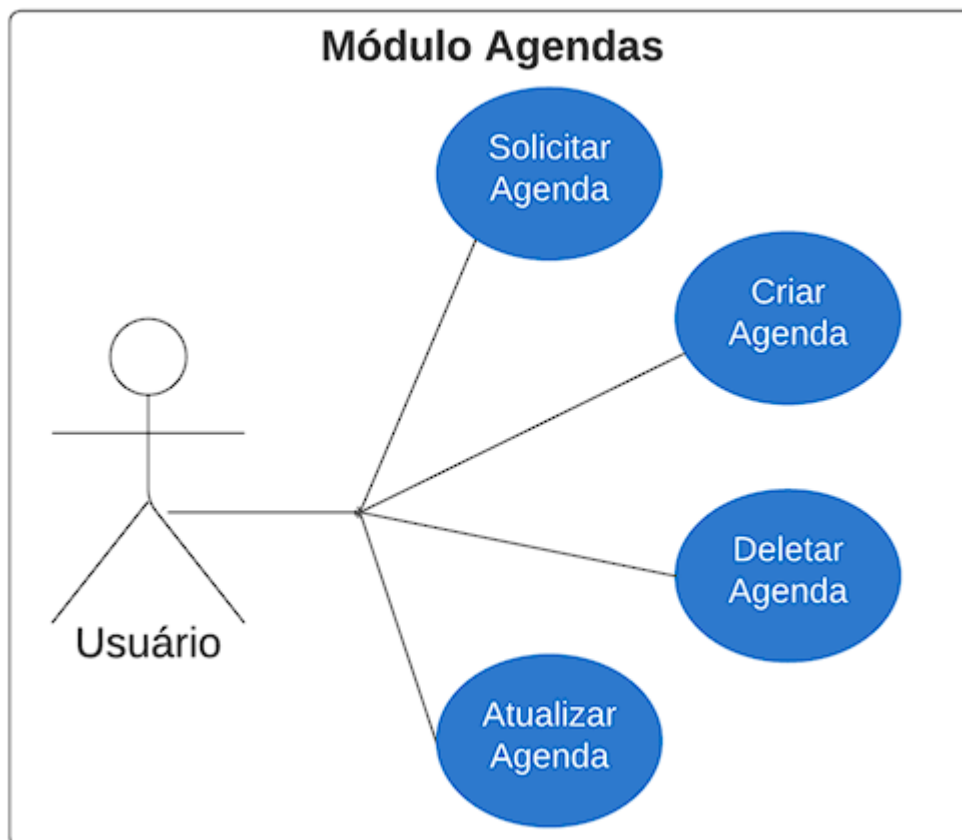 Módulo Agendas
Solicitar
Agenda
Criar
Agenda
Deletar
Agenda
Usuário
Atualizar
Agenda